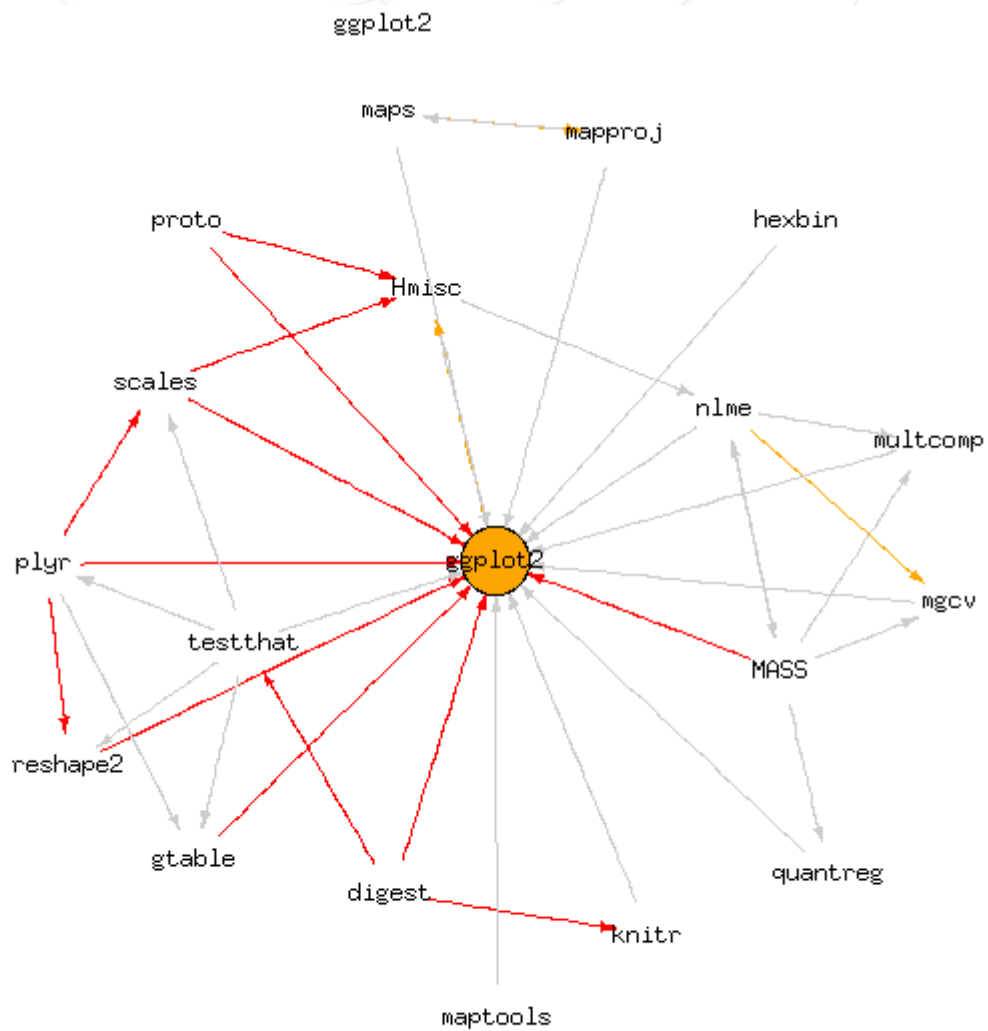 ggplot2
maps
mapproj
proto
hexbin
Hmisc
scales
nlme
multcomp
plyr
ggplot2
mgcv
testthat
MASS
reshape2
gtable
quantreg
digest
knitr
maptools